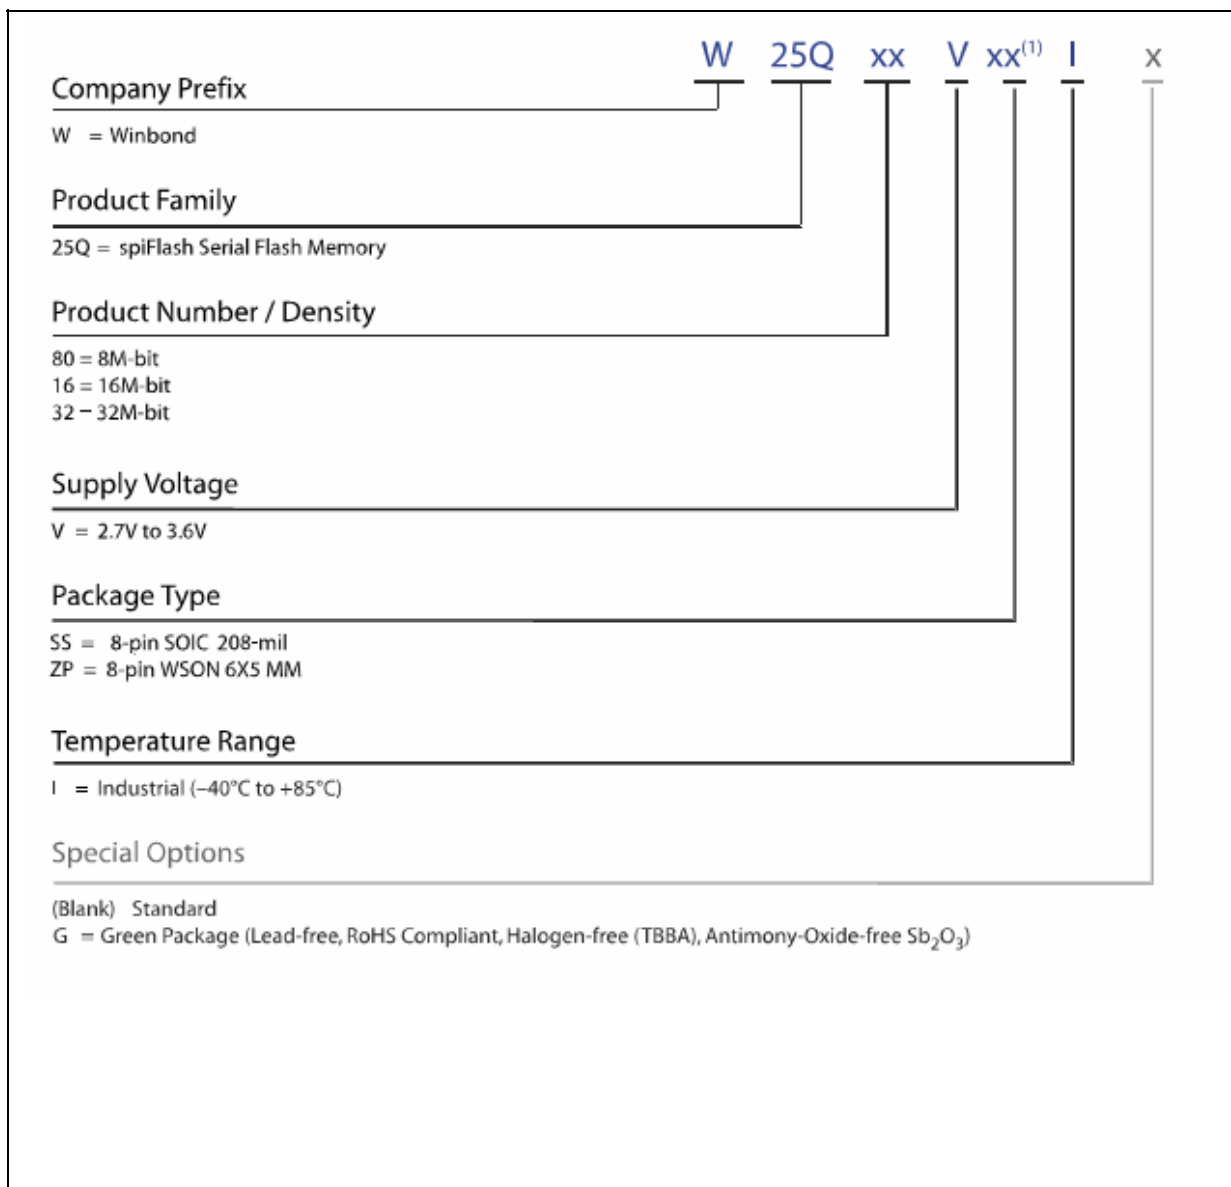 W 25Q xx V xx(1) I x
Company Prefix
W = Winbond
Product Family
25Q = spiFlash Serial Flash Memory
Product Number / Density
80 = 8M-bit
16 = 16M-bit
32 – 32M-bit
Supply Voltage
V = 2.7V to 3.6V
Package Type
SS = 8-pin SOIC 208-mil
ZP = 8-pin WSON 6X5 MM
Temperature Range
I = Industrial (–40°C to +85°C)
Special Options
(Blank) Standard
G = Green Package (Lead-free, RoHS Compliant, Halogen-free (TBBA), Antimony-Oxide-free Sb₂O₃)